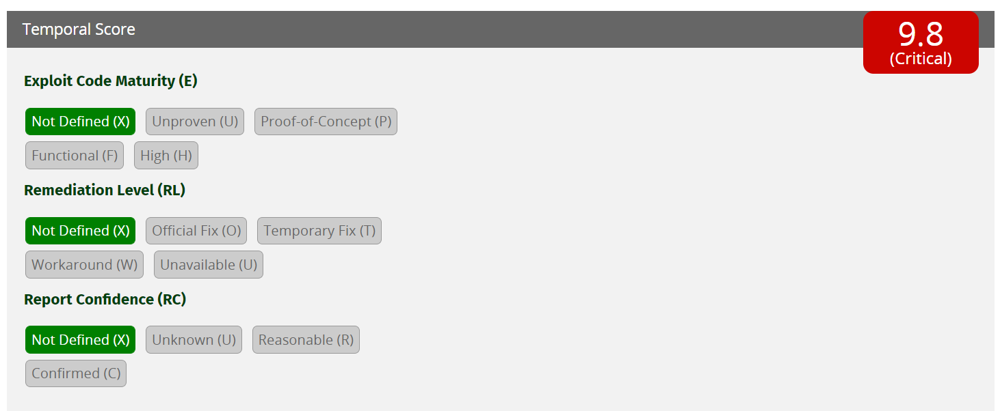 Temporal Score
9.8
(Critical)
Exploit Code Maturity (E)
Not Defined (X) Unproven (U) Proof-of-Concept (P)
Functional (F) High (H)
Remediation Level (RL)
Not Defined (X) Official Fix (O) Temporary Fix (T)
Workaround (W) Unavailable (U)
Report Confidence (RC)
Not Defined (X) Unknown (U) Reasonable (R)
Confirmed (C)